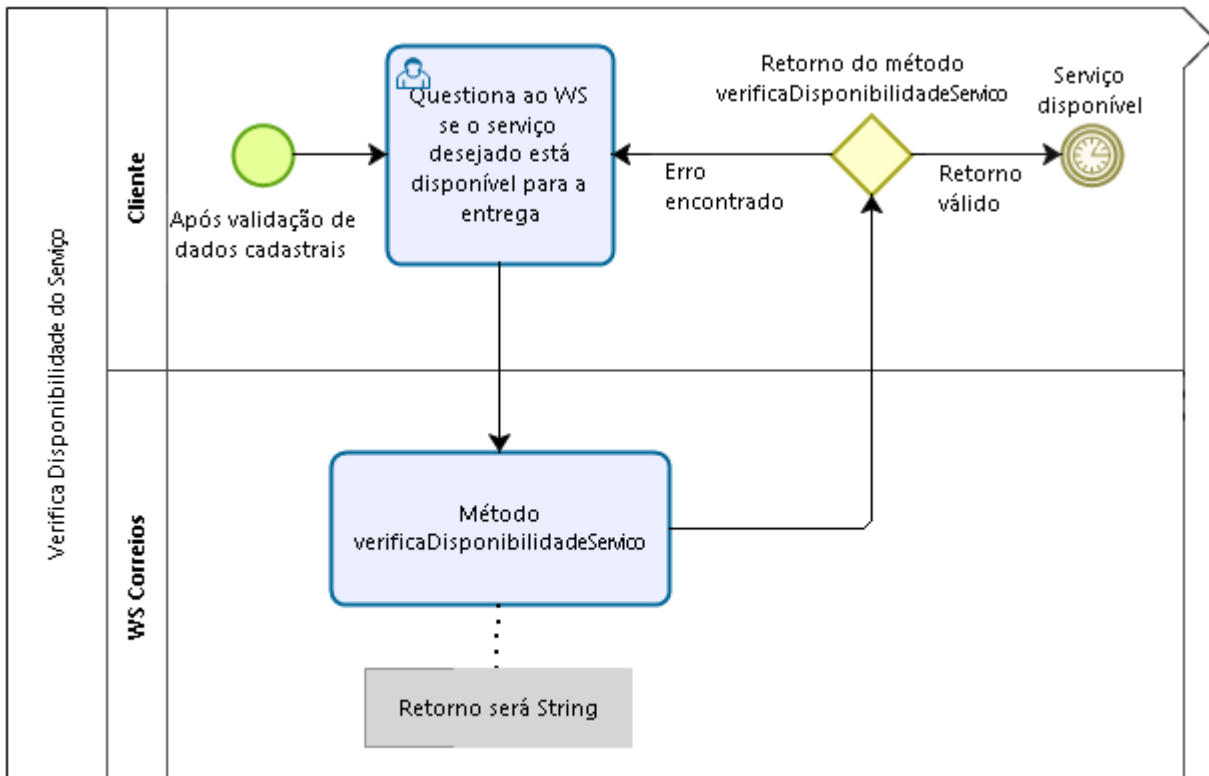 Verifica Disponibilidade do Serviço
Cliente
Após validação de
dados cadastrais
Questiona ao WS
se o serviço
desejado está
disponível para a
entrega
Erro
encontrado
Retorno do método
verificaDisponibilidadeServico
Retorno
válido
Serviço
disponível
WS Correios
Método
verificaDisponibilidadeServico
Retorno será String